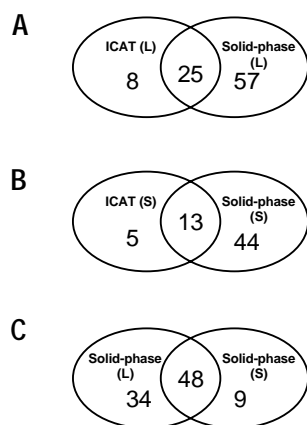 A
ICAT (L)
Solid-phase
(L)
8
25
57
B
ICAT (S)
Solid-phase
(S)
5
13
44
C
Solid-phase
(L)
Solid-phase
(S)
34
48
9